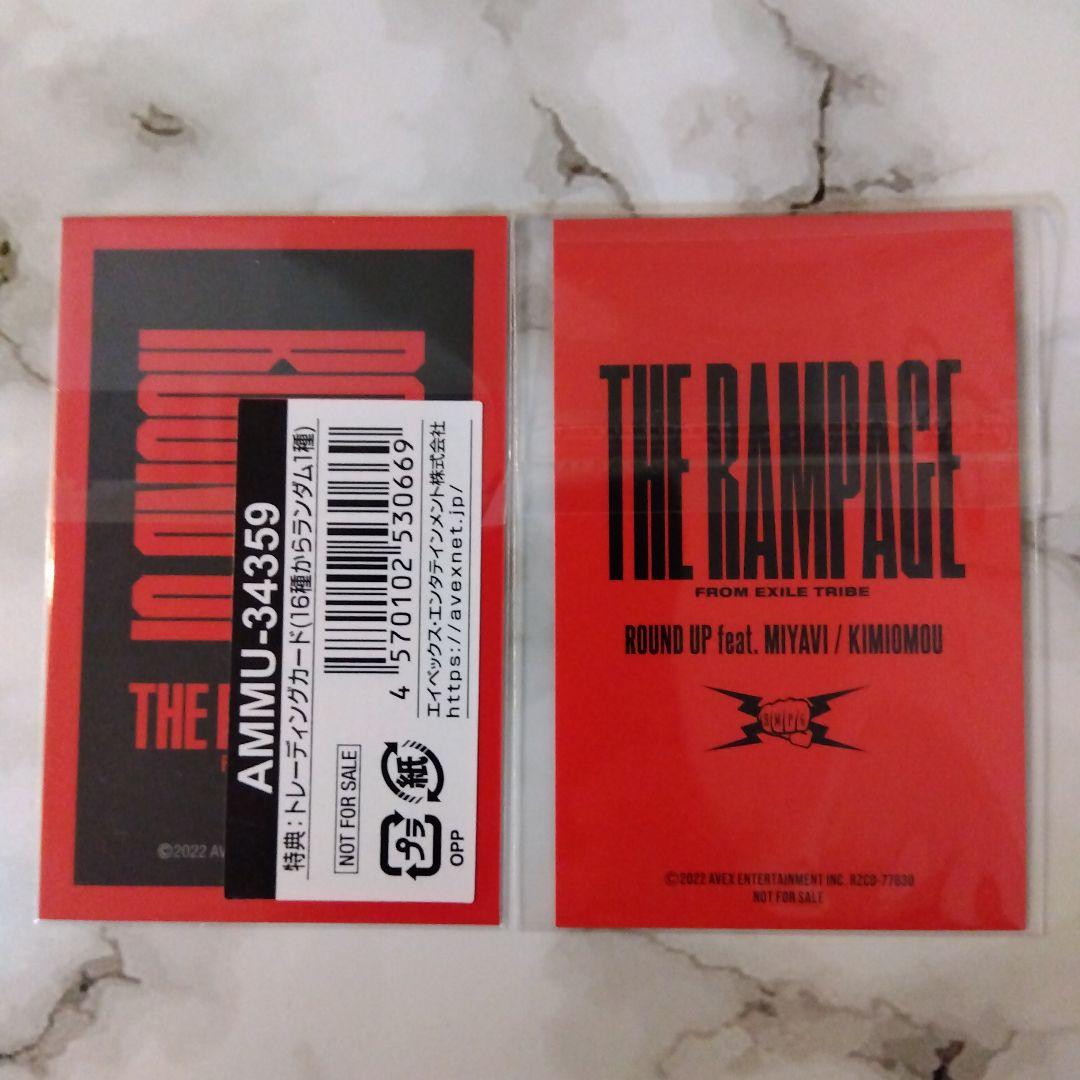 ROUND U
THE
©2022 AV
AMMU-34359
特典：トレーディングカード(16種からランダム1種)
4 570102 530669
エイベックス・エンタテインメント株式会社
https://avexnet.jp/
NOT FOR SALE
プラ
紙
OPP
THE RAMPAGE
FROM EXILE TRIBE
ROUND UP feat. MIYAVI / KIMIOMOU
RMPG
©2022 AVEX ENTERTAINMENT INC. RZCD-77630
NOT FOR SALE